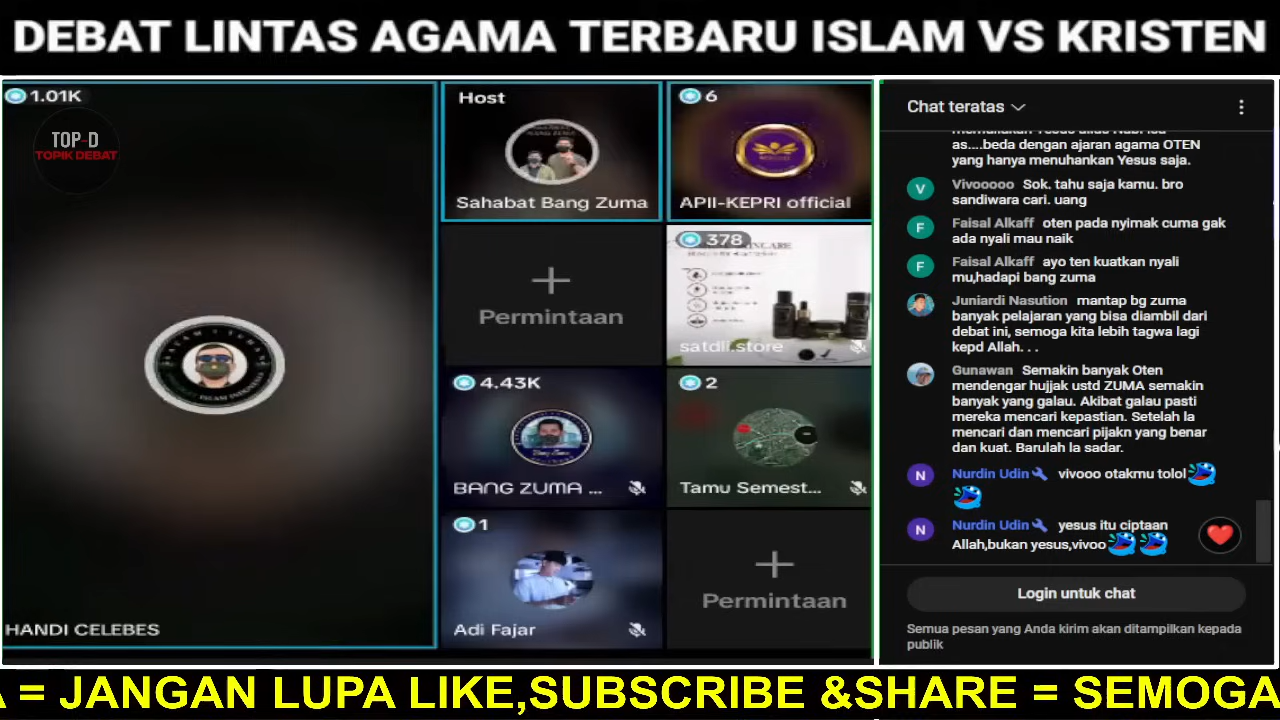 DEBAT LINTAS AGAMA TERBARU ISLAM VS KRISTEN
1.01K
TOP-D
TOPIK DEBAT
HANDI CELEBES
Host
Sahabat Bang Zuma
6
APII-KEPRI official
Permintaan
378
satdll.store
4.43K
BANG ZUMA ...
2
Tamu Semest...
1
Adi Fajar
Permintaan
Chat teratas
as....beda dengan ajaran agama OTEN
yang hanya menuhankan Yesus saja.
V
Vivooooo Sok. tahu saja kamu. bro
sandiwara cari. uang
F
Faisal Alkaff oten pada nyimak cuma gak
ada nyali mau naik
F
Faisal Alkaff ayo ten kuatkan nyali
mu,hadapi bang zuma
Juniardi Nasution mantap bg zuma
banyak pelajaran yang bisa diambil dari
debat ini, semoga kita lebih tagwa lagi
kepd Allah. . .
Gunawan Semakin banyak Oten
mendengar hujjak ustd ZUMA semakin
banyak yang galau. Akibat galau pasti
mereka mencari kepastian. Setelah la
mencari dan mencari pijakn yang benar
dan kuat. Barulah la sadar.
N
Nurdin Udin vivooo otakmu tolol
N
Nurdin Udin yesus itu ciptaan
Allah,bukan yesus,vivoo
Login untuk chat
Semua pesan yang Anda kirim akan ditampilkan kepada
publik
A = JANGAN LUPA LIKE,SUBSCRIBE &SHARE = SEMOGA